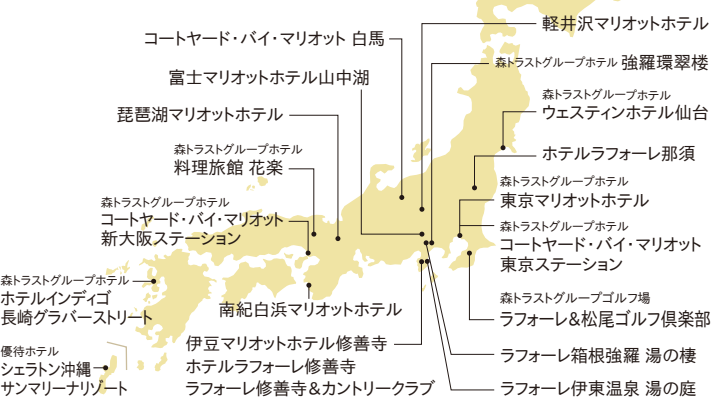 コートヤード・バイ・マリオット 白馬
富士マリオットホテル山中湖
琵琶湖マリオットホテル
森トラストグループホテル
料理旅館 花楽
森トラストグループホテル
コートヤード・バイ・マリオット
新大阪ステーション
森トラストグループホテル
ホテルインディゴ
長崎グラバーストリート
優待ホテル
シェラトン沖縄
サンマリーナリゾート
南紀白浜マリオットホテル
伊豆マリオットホテル修善寺
ホテルラフォーレ修善寺
ラフォーレ修善寺&カントリークラブ
軽井沢マリオットホテル
森トラストグループホテル 強羅環翠楼
森トラストグループホテル
ウェスティンホテル仙台
ホテルラフォーレ那須
森トラストグループホテル
東京マリオットホテル
森トラストグループホテル
コートヤード・バイ・マリオット
東京ステーション
森トラストグループゴルフ場
ラフォーレ&松尾ゴルフ倶楽部
ラフォーレ箱根強羅 湯の棲
ラフォーレ伊東温泉 湯の庭